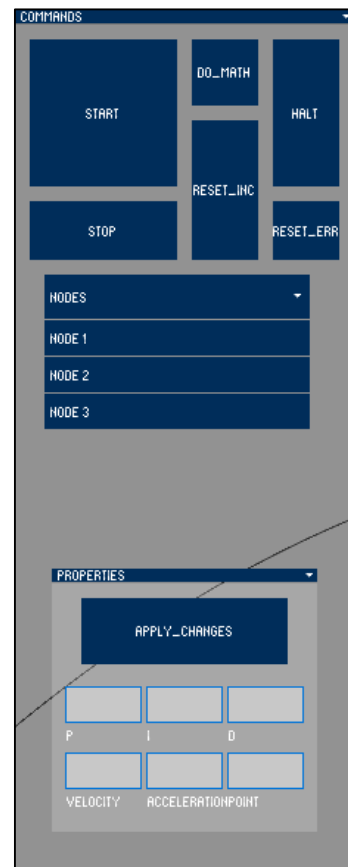 COMMANDS
START
DO_MATH
HALT
RESET_INC
STOP
RESET_ERR
NODES
NODE 1
NODE 2
NODE 3
PROPERTIES
APPLY_CHANGES
P I D
VELOCITY ACCELERATIONPOINT